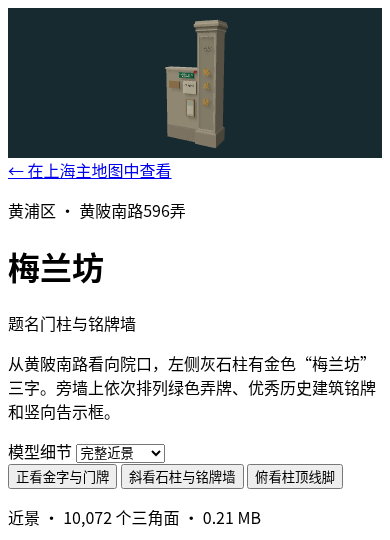 ← 在上海主地图中查看
黄浦区 · 黄陂南路596弄
梅兰坊
题名门柱与铭牌墙
从黄陂南路看向院口，左侧灰石柱有金色“梅兰坊”
三字。旁墙上依次排列绿色弄牌、优秀历史建筑铭牌
和竖向告示框。
模型细节 完整近景
正看金字与门牌 斜看石柱与铭牌墙 俯看柱顶线脚
近景 · 10,072 个三角面 · 0.21 MB